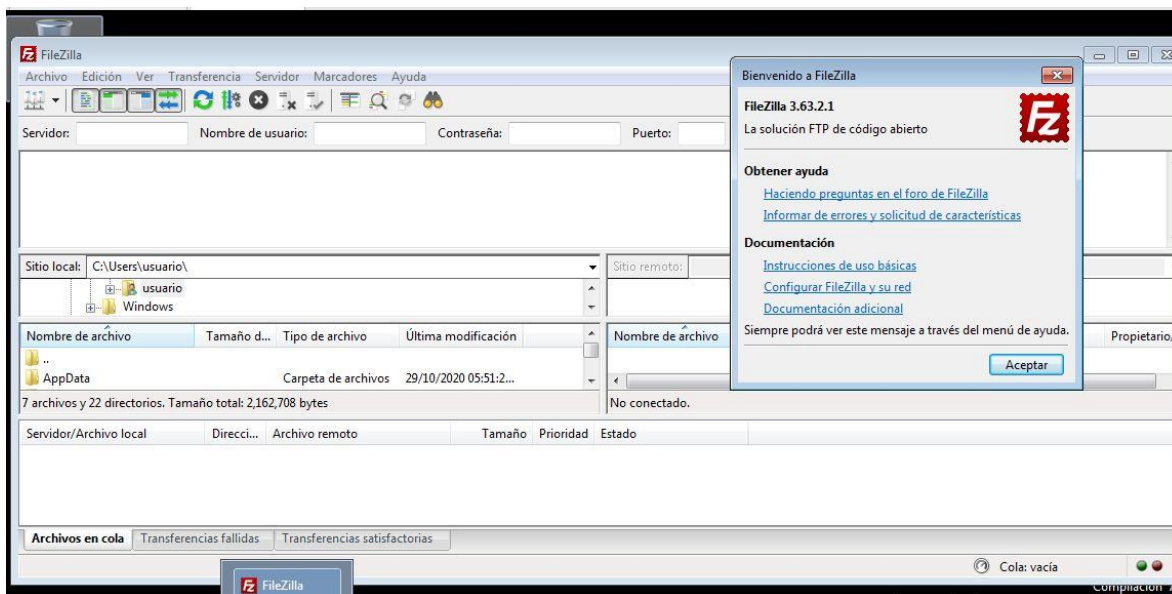 FileZilla
Archivo Edición Ver Transferencia Servidor Marcadores Ayuda
Servidor: Nombre de usuario: Contraseña: Puerto:
Bienvenido a FileZilla
FileZilla 3.63.2.1
La solución FTP de código abierto
Obtener ayuda
Haciendo preguntas en el foro de FileZilla
Informar de errores y solicitud de características
Documentación
Instrucciones de uso básicas
Configurar FileZilla y su red
Documentación adicional
Siempre podrá ver este mensaje a través del menú de ayuda.
Aceptar
Sitio local: C:\Users\usuario\
usuario
Windows
Sitio remoto:
Nombre de archivo Tamaño d... Tipo de archivo Última modificación
..
AppData Carpeta de archivos 29/10/2020 05:51:2...
7 archivos y 22 directorios. Tamaño total: 2,162,708 bytes
Nombre de archivo Propietario/
No conectado.
Servidor/Archivo local Direcci... Archivo remoto Tamaño Prioridad Estado
Archivos en cola Transferencias fallidas Transferencias satisfactorias
Cola: vacía
FileZilla
Compilación